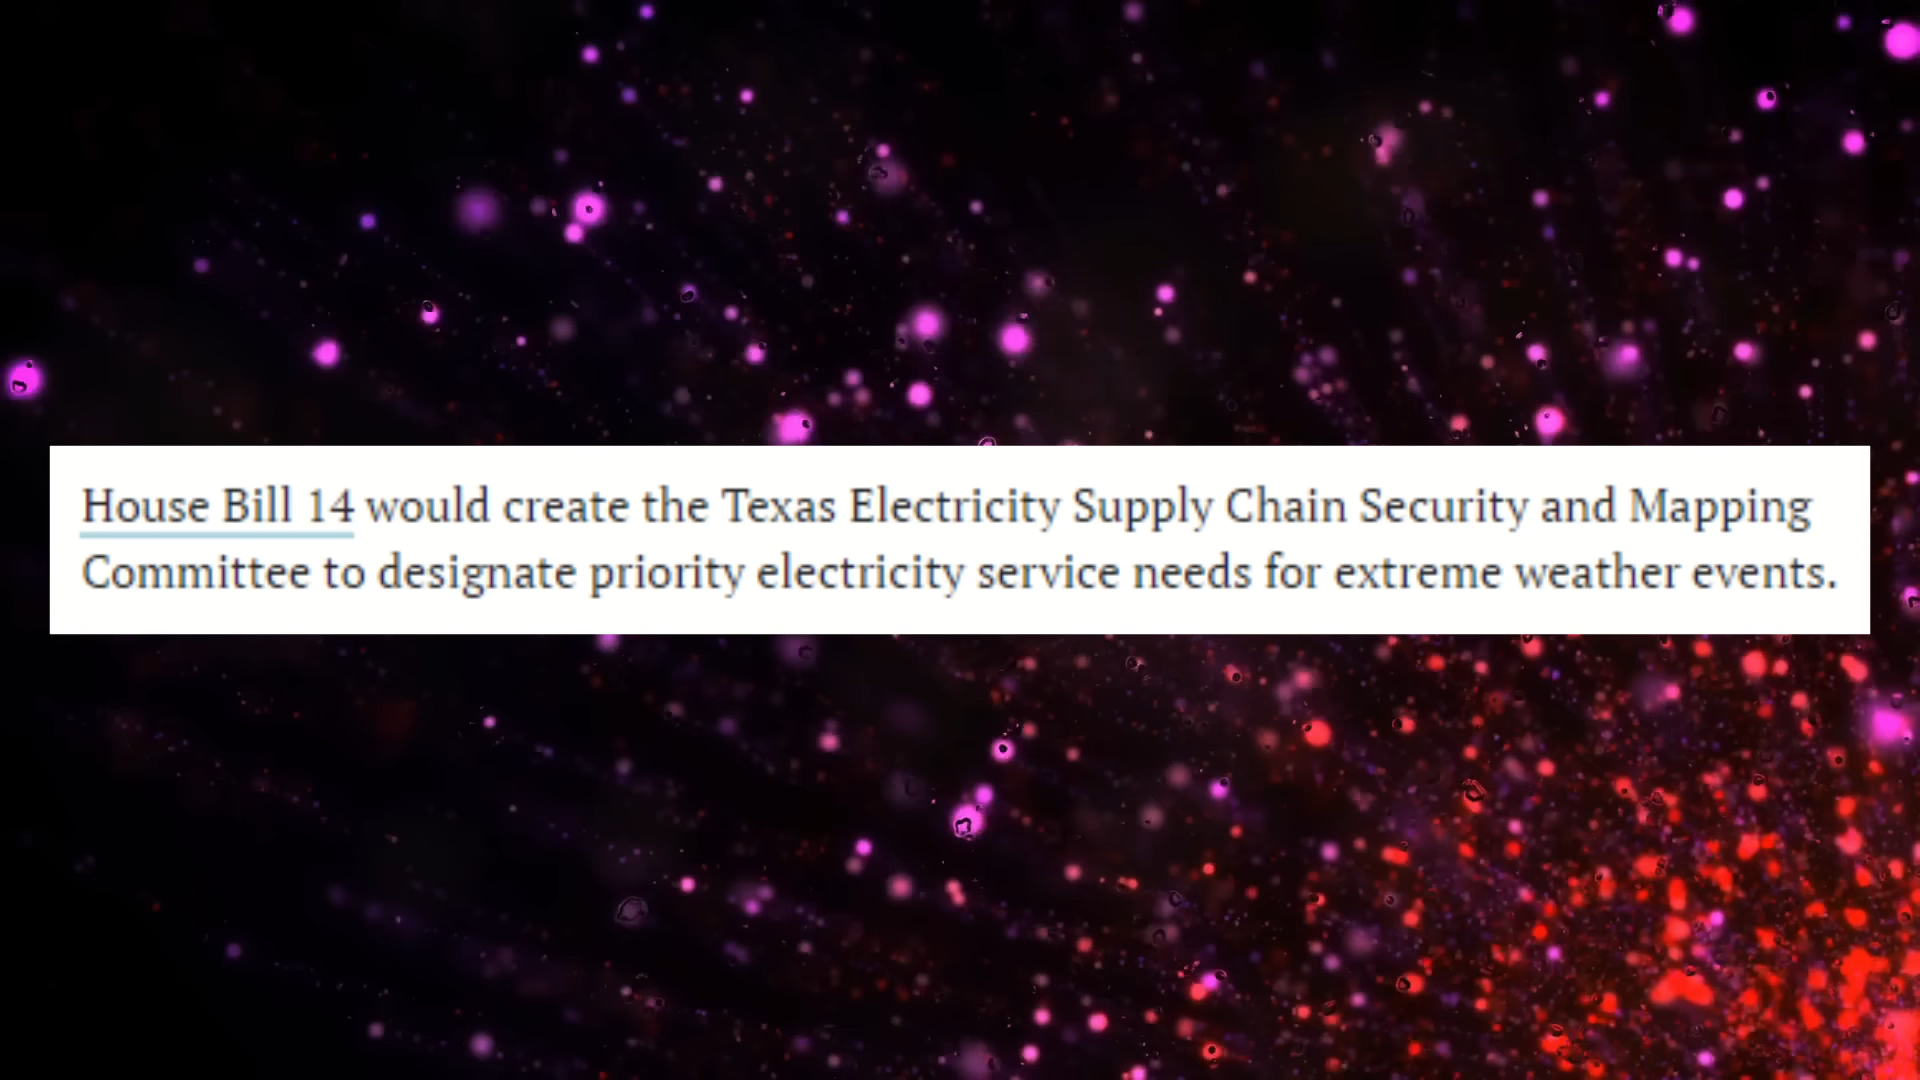 House Bill 14 would create the Texas Electricity Supply Chain Security and Mapping
Committee to designate priority electricity service needs for extreme weather events.